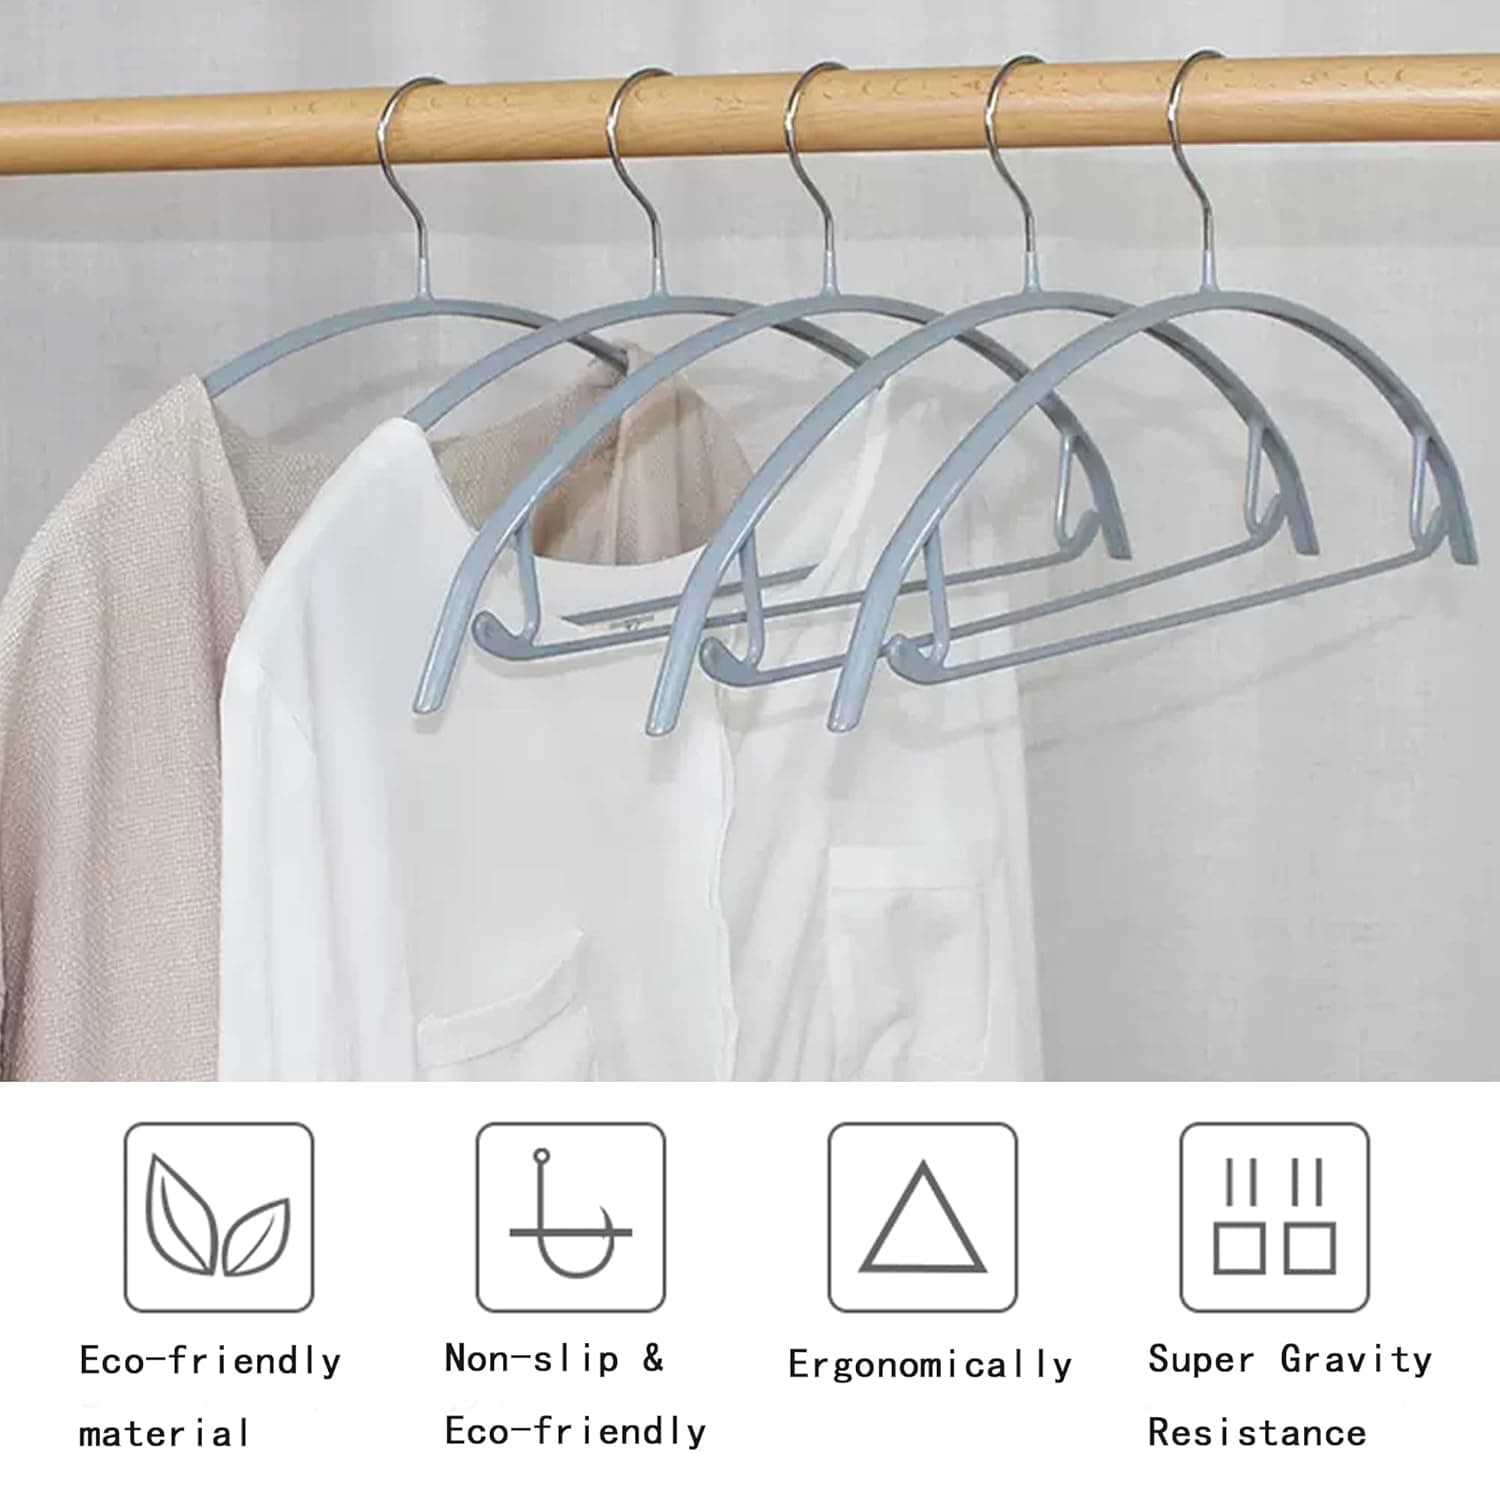 Eco-friendly
material
Non-slip &
Eco-friendly
Ergonomically
Super Gravity
Resistance